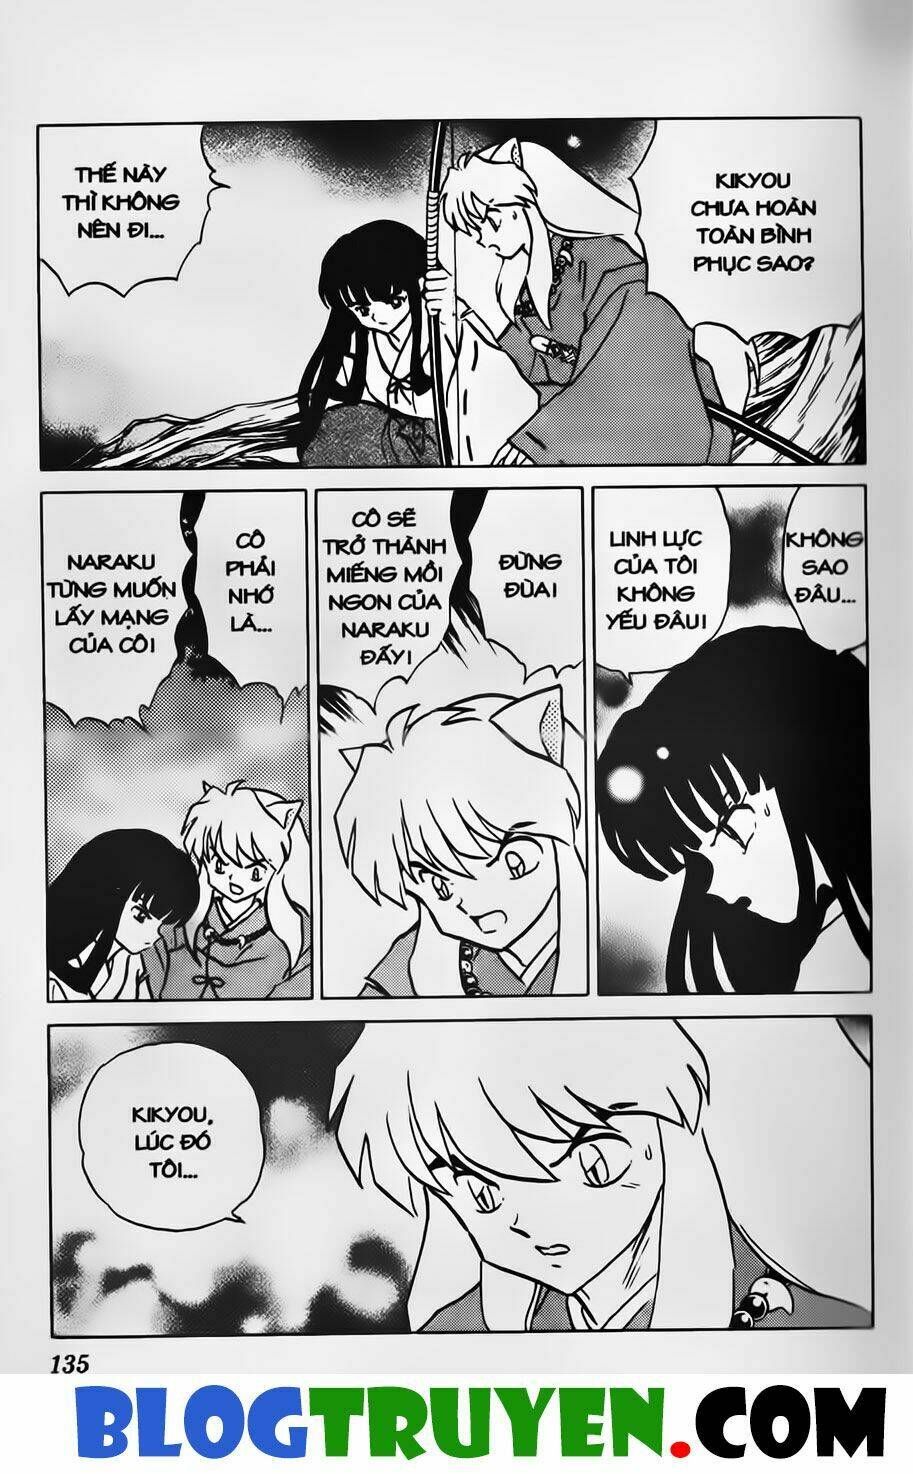 KIKYOU
CHƯA HOÀN
TOÀN BÌNH
PHỤC SAO?
THẾ NÀY
THÌ KHÔNG
NÊN ĐI...
KHÔNG
SAO
ĐÂU...
LINH LỰC
CỦA TÔI
KHÔNG
YẾU ĐÂU!
ĐỪNG
ĐÙA!
CÔ SẼ
TRỞ THÀNH
MIẾNG MỒI
NGON CỦA
NARAKU
ĐẤY!
CÔ
PHẢI
NHỚ
LÀ...
NARAKU
TỪNG MUỐN
LẤY MẠNG
CỦA CÔ!
KIKYOU,
LÚC ĐÓ
TÔI...
135
BLOGTRUYEN.COM